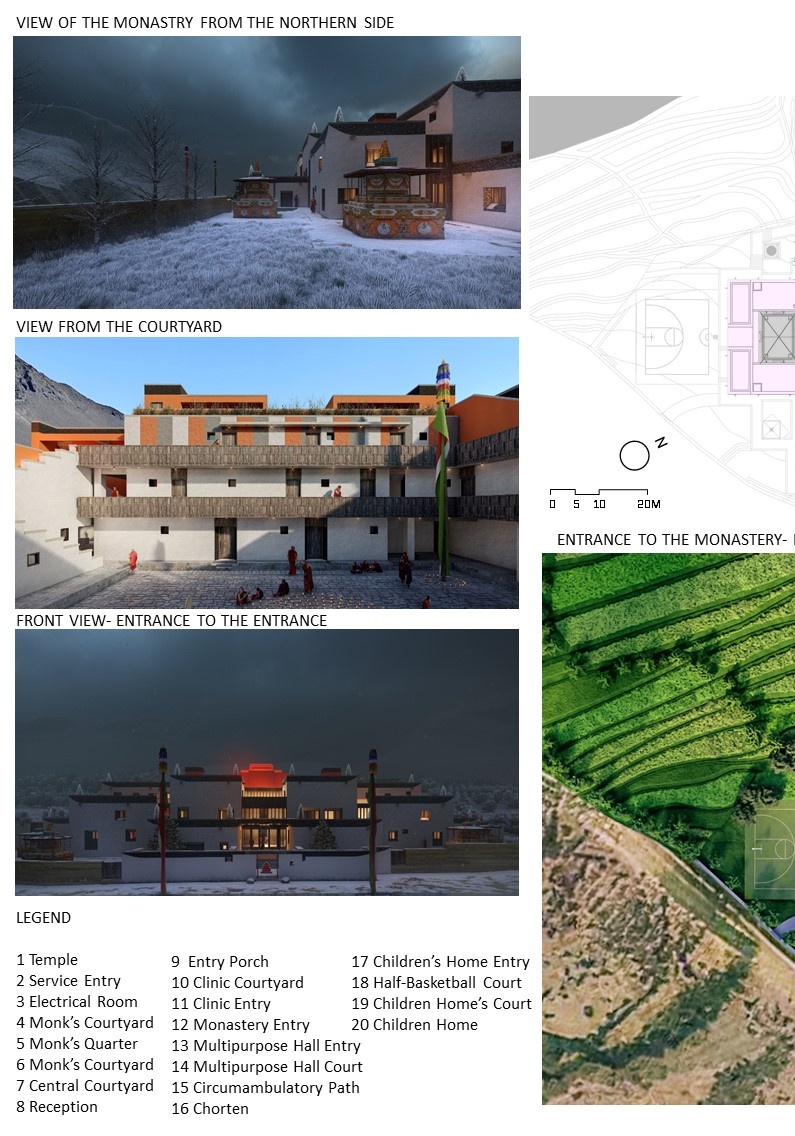 VIEW OF THE MONASTRY FROM THE NORTHERN SIDE
VIEW FROM THE COURTYARD
FRONT VIEW- ENTRANCE TO THE ENTRANCE
N
0 5 10 20M
ENTRANCE TO THE MONASTERY-
LEGEND
1 Temple
2 Service Entry
3 Electrical Room
4 Monk's Courtyard
5 Monk's Quarter
6 Monk's Courtyard
7 Central Courtyard
8 Reception
9 Entry Porch
10 Clinic Courtyard
11 Clinic Entry
12 Monastery Entry
13 Multipurpose Hall Entry
14 Multipurpose Hall Court
15 Circumambulatory Path
16 Chorten
17 Children's Home Entry
18 Half-Basketball Court
19 Children Home's Court
20 Children Home